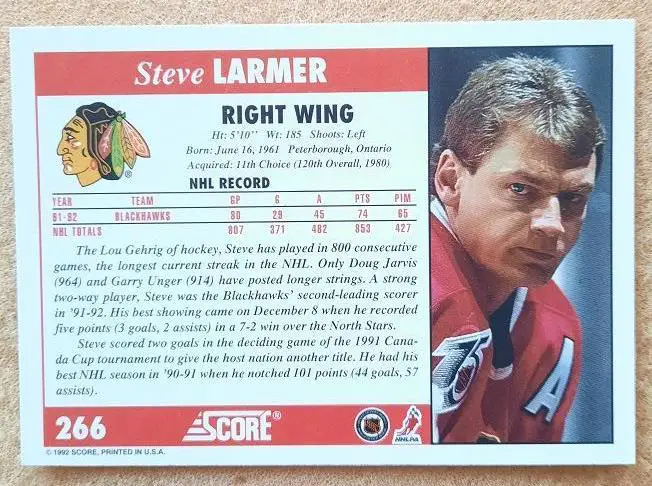 Steve LARMER
RIGHT WING
Ht: 5'10" Wt: 185 Shoots: Left
Born: June 16, 1961 Peterborough, Ontario
Acquired: 11th Choice (120th Overall, 1980)
NHL RECORD
YEAR TEAM GP G A PTS PIM
91-92 BLACKHAWKS 80 29 45 74 65
NHL TOTALS 807 371 482 853 427
The Lou Gehrig of hockey, Steve has played in 800 consecutive
games, the longest current streak in the NHL. Only Doug Jarvis
(964) and Garry Unger (914) have posted longer strings. A strong
two-way player, Steve was the Blackhawks' second-leading scorer
in '91-92. His best showing came on December 8 when he recorded
five points (3 goals, 2 assists) in a 7-2 win over the North Stars.
Steve scored two goals in the deciding game of the 1991 Cana-
da Cup tournament to give the host nation another title. He had his
best NHL season in '90-91 when he notched 101 points (44 goals, 57
assists).
266 SCORE® NHLPA
© 1992 SCORE, PRINTED IN U.S.A.
A
75